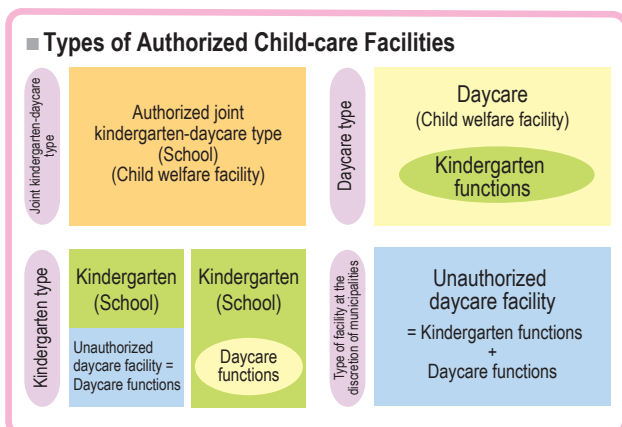 Types of Authorized Child-care Facilities
Joint kindergarten-daycare
type
Authorized joint
kindergarten-daycare type
(School)
(Child welfare facility)
Daycare type
Daycare
(Child welfare facility)
Kindergarten
functions
Kindergarten type
Kindergarten
(School)
Unauthorized
daycare facility =
Daycare functions
Kindergarten
(School)
Daycare
functions
Type of facility at the
discretion of municipalities
Unauthorized
daycare facility
= Kindergarten functions
+
Daycare functions